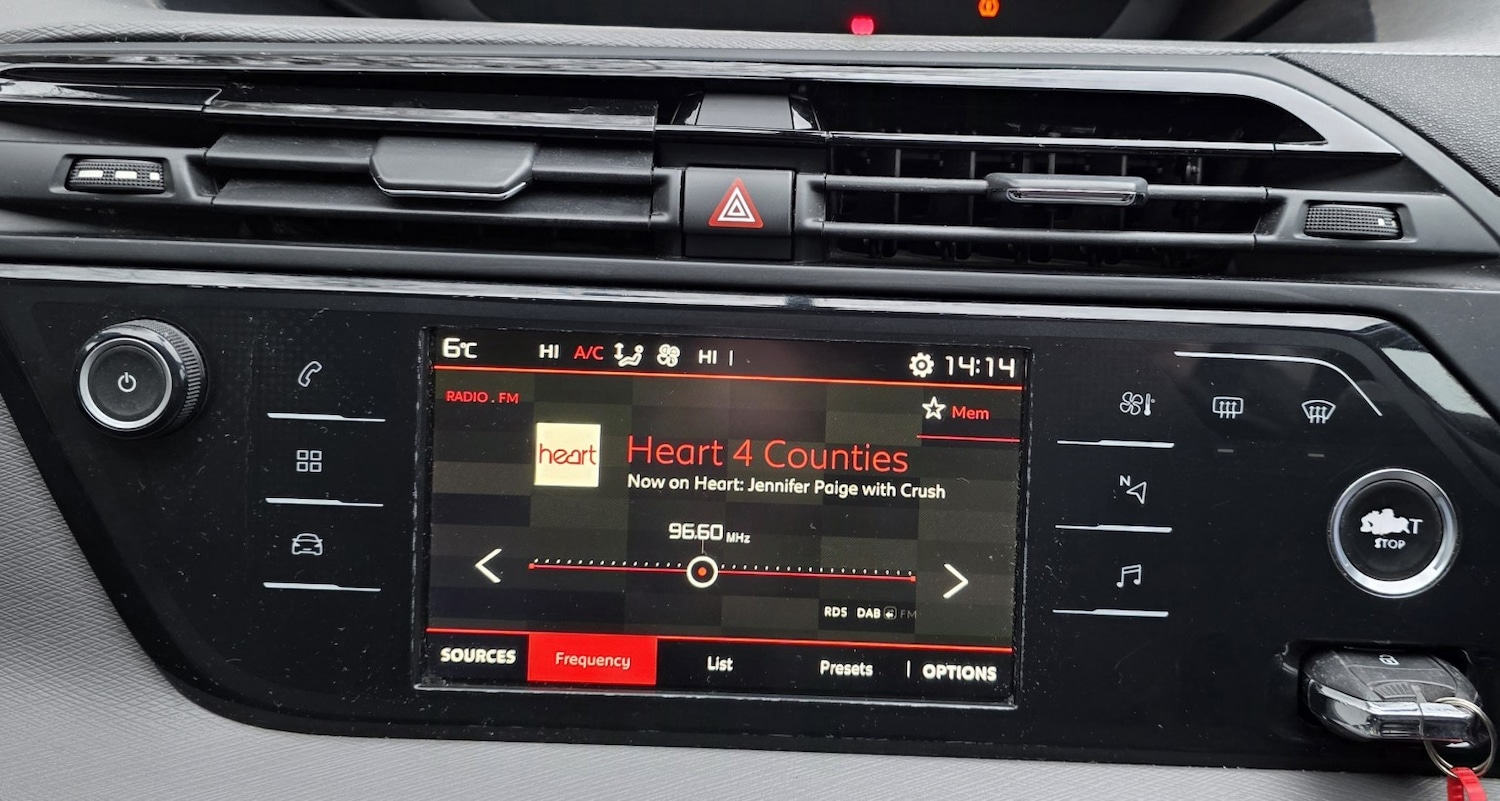 6°C HI A/C HI 14:14
RADIO . FM
Mem
heart
Heart 4 Counties
Now on Heart: Jennifer Paige with Crush
96.60 MHz
RDS DAB FM
SOURCES Frequency List Presets OPTIONS
N
STOP